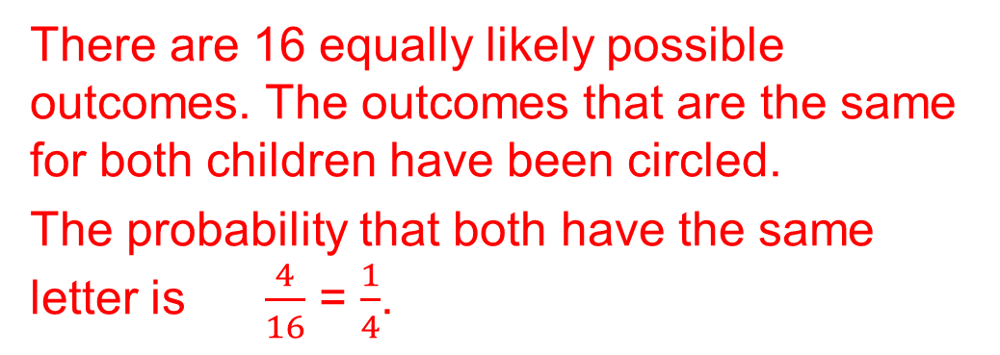 There are 16 equally likely possible
outcomes. The outcomes that are the same
for both children have been circled.
The probability that both have the same
letter is 4/16 = 1/4.